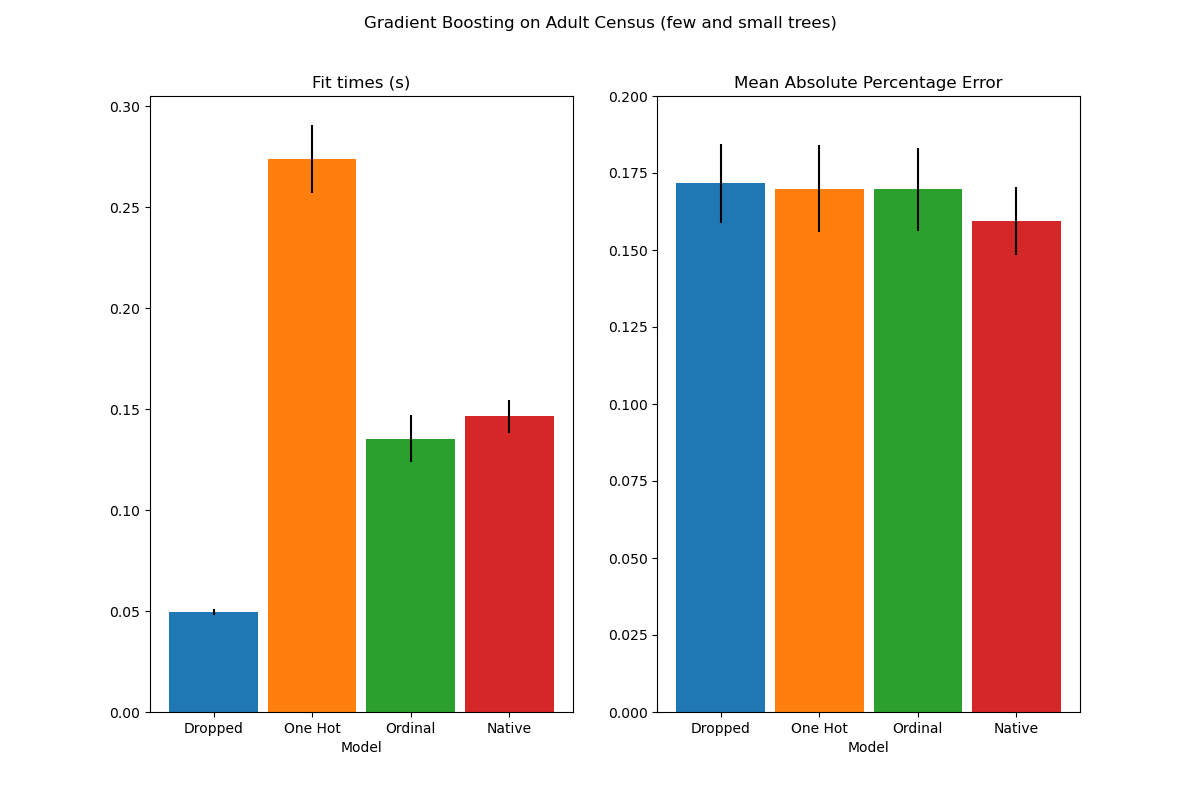 Gradient Boosting on Adult Census (few and small trees)
Fit times (s)
0.30
0.25
0.20
0.15
0.10
0.05
0.00
Dropped One Hot Ordinal Native
Model
Mean Absolute Percentage Error
0.200
0.175
0.150
0.125
0.100
0.075
0.050
0.025
0.000
Dropped One Hot Ordinal Native
Model